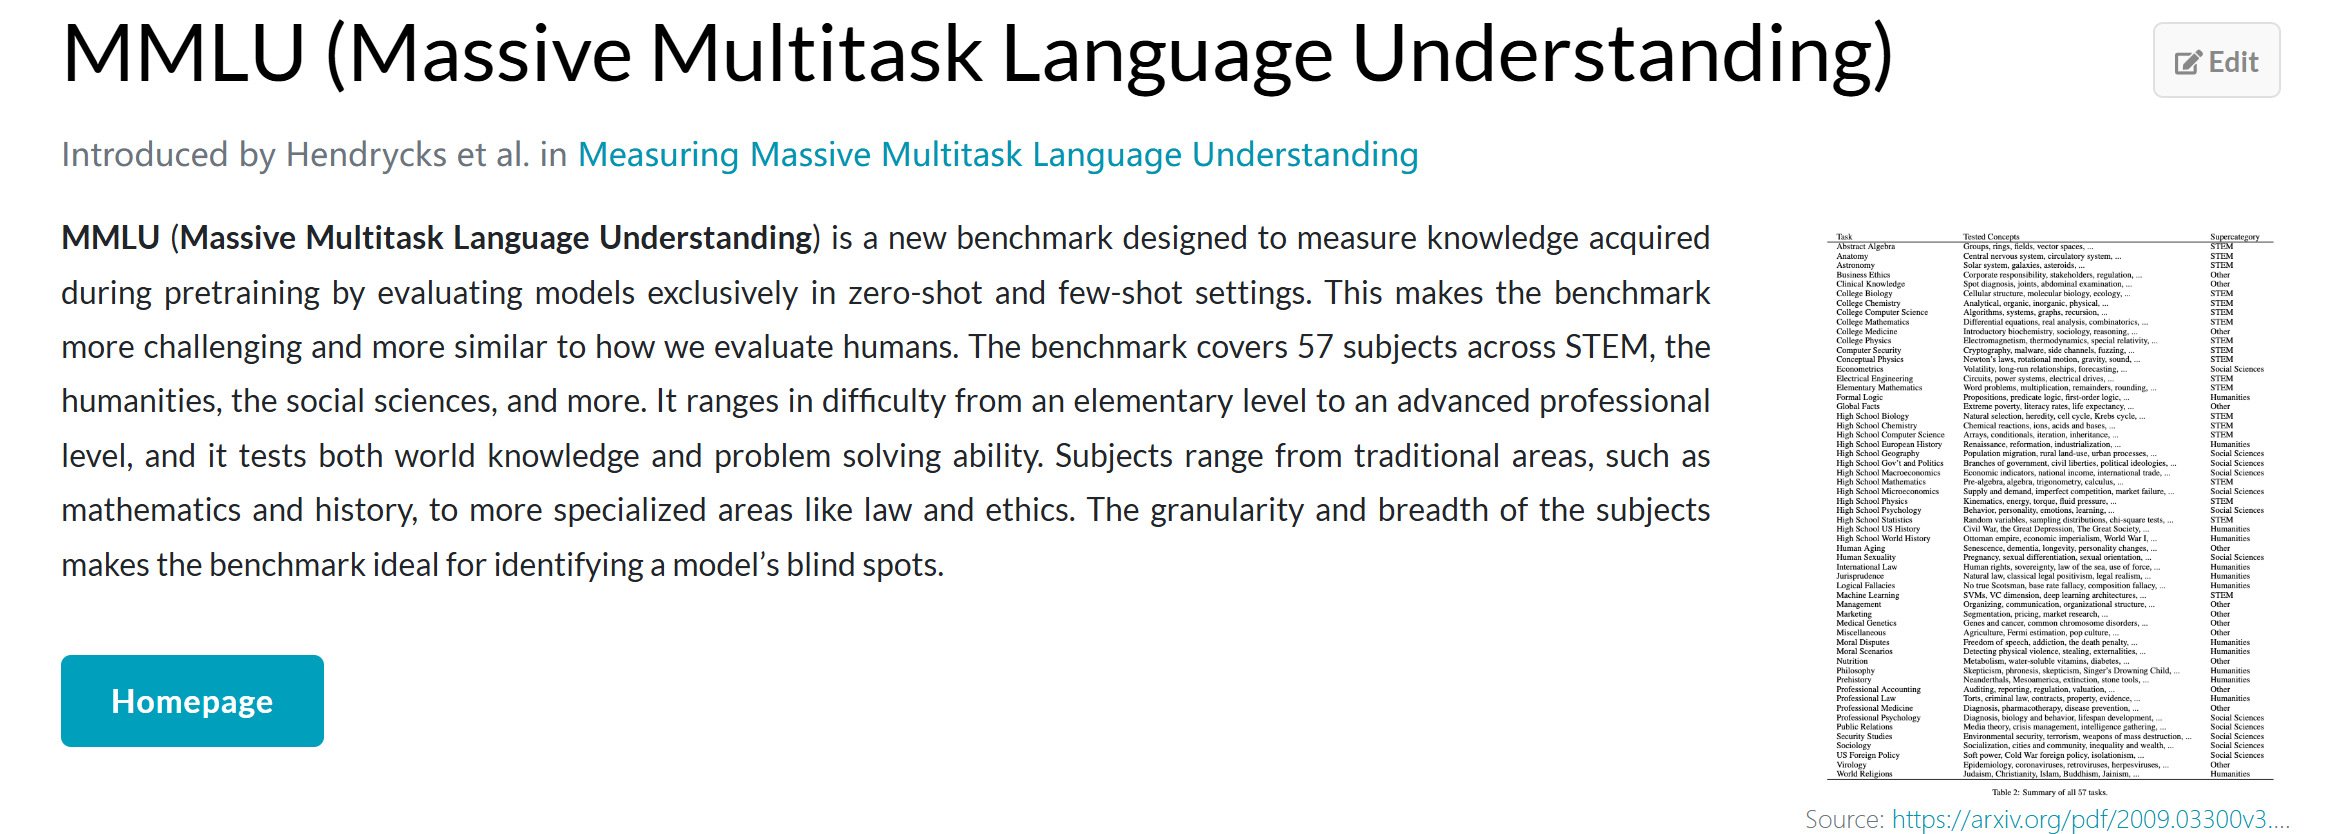 MMLU (Massive Multitask Language Understanding)
Edit
Introduced by Hendrycks et al. in Measuring Massive Multitask Language Understanding
MMLU (Massive Multitask Language Understanding) is a new benchmark designed to measure knowledge acquired
during pretraining by evaluating models exclusively in zero-shot and few-shot settings. This makes the benchmark
more challenging and more similar to how we evaluate humans. The benchmark covers 57 subjects across STEM, the
humanities, the social sciences, and more. It ranges in difficulty from an elementary level to an advanced professional
level, and it tests both world knowledge and problem solving ability. Subjects range from traditional areas, such as
mathematics and history, to more specialized areas like law and ethics. The granularity and breadth of the subjects
makes the benchmark ideal for identifying a model’s blind spots.
Homepage
Task Tested Concepts Supercategory
Abstract Algebra Groups, rings, fields, vector spaces, ... STEM
Anatomy Central nervous system, circulatory system, ... STEM
Astronomy Solar system, galaxies, asteroids, ... STEM
Business Ethics Corporate responsibility, stakeholders, regulation, ... Other
Clinical Knowledge Spot diagnosis, joints, abdominal examination, ... Other
College Biology Cellular structure, molecular biology, ecology, ... STEM
College Chemistry Analytical, organic, inorganic, physical, ... STEM
College Computer Science Algorithms, systems, graphs, recursion, ... STEM
College Mathematics Differential equations, real analysis, combinatorics, ... STEM
College Medicine Introductory biochemistry, sociology, reasoning, ... Other
College Physics Electromagnetism, thermodynamics, special relativity, ... STEM
Computer Security Cryptography, malware, side channels, fuzzing, ... STEM
Conceptual Physics Newton's laws, rotational motion, gravity, sound, ... STEM
Econometrics Volatility, long-run relationships, forecasting, ... Social Sciences
Electrical Engineering Circuits, power systems, electrical drives, ... STEM
Elementary Mathematics Word problems, multiplication, remainders, rounding, ... STEM
Formal Logic Propositions, predicate logic, first-order logic, ... Humanities
Global Facts Extreme poverty, literacy rates, life expectancy, ... Other
High School Biology Natural selection, heredity, cell cycle, Krebs cycle, ... STEM
High School Chemistry Chemical reactions, ions, acids and bases, ... STEM
High School Computer Science Arrays, conditionals, iteration, inheritance, ... STEM
High School European History Renaissance, reformation, industrialization, ... Humanities
High School Geography Population migration, rural land-use, urban processes, ... Social Sciences
High School Gov't and Politics Branches of government, civil liberties, political ideologies, ... Social Sciences
High School Macroeconomics Economic indicators, national income, international trade, ... Social Sciences
High School Mathematics Pre-algebra, algebra, trigonometry, calculus, ... STEM
High School Microeconomics Supply and demand, imperfect competition, market failure, ... Social Sciences
High School Physics Kinematics, energy, torque, fluid pressure, ... STEM
High School Psychology Behavior, personality, emotions, learning, ... Social Sciences
High School Statistics Random variables, sampling distributions, chi-square tests, ... STEM
High School US History Civil War, the Great Depression, The Great Society, ... Humanities
High School World History Ottoman empire, economic imperialism, World War I, ... Humanities
Human Aging Senescence, dementia, longevity, personality changes, ... Other
Human Sexuality Pregnancy, sexual differentiation, sexual orientation, ... Social Sciences
International Law Human rights, sovereignty, law of the sea, use of force, ... Humanities
Jurisprudence Natural law, classical legal positivism, legal realism, ... Humanities
Logical Fallacies No true Scotsman, base rate fallacy, composition fallacy, ... Humanities
Machine Learning SVMs, VC dimension, deep learning architectures, ... STEM
Management Organizing, communication, organizational structure, ... Other
Marketing Segmentation, pricing, market research, ... Other
Medical Genetics Genes and cancer, common chromosome disorders, ... Other
Miscellaneous Agriculture, Fermi estimation, pop culture, ... Other
Moral Disputes Freedom of speech, addiction, the death penalty, ... Humanities
Moral Scenarios Detecting physical violence, stealing, externalities, ... Humanities
Nutrition Metabolism, water-soluble vitamins, diabetes, ... Other
Philosophy Skepticism, phronesis, skepticism, Singer's Drowning Child, ... Humanities
Prehistory Neanderthals, Mesoamerica, extinction, stone tools, ... Humanities
Professional Accounting Auditing, reporting, regulation, valuation, ... Other
Professional Law Torts, criminal law, contracts, property, evidence, ... Humanities
Professional Medicine Diagnosis, pharmacotherapy, disease prevention, ... Other
Professional Psychology Diagnosis, biology and behavior, lifespan development, ... Social Sciences
Public Relations Media theory, crisis management, intelligence gathering, ... Social Sciences
Security Studies Environmental security, terrorism, weapons of mass destruction, ... Social Sciences
Sociology Socialization, cities and community, inequality and wealth, ... Social Sciences
US Foreign Policy Soft power, Cold War foreign policy, isolationism, ... Social Sciences
Virology Epidemiology, coronaviruses, retroviruses, herpesviruses, ... Other
World Religions Judaism, Christianity, Islam, Buddhism, Jainism, ... Humanities
Table 2: Summary of all 57 tasks.
Source: https://arxiv.org/pdf/2009.03300v3....